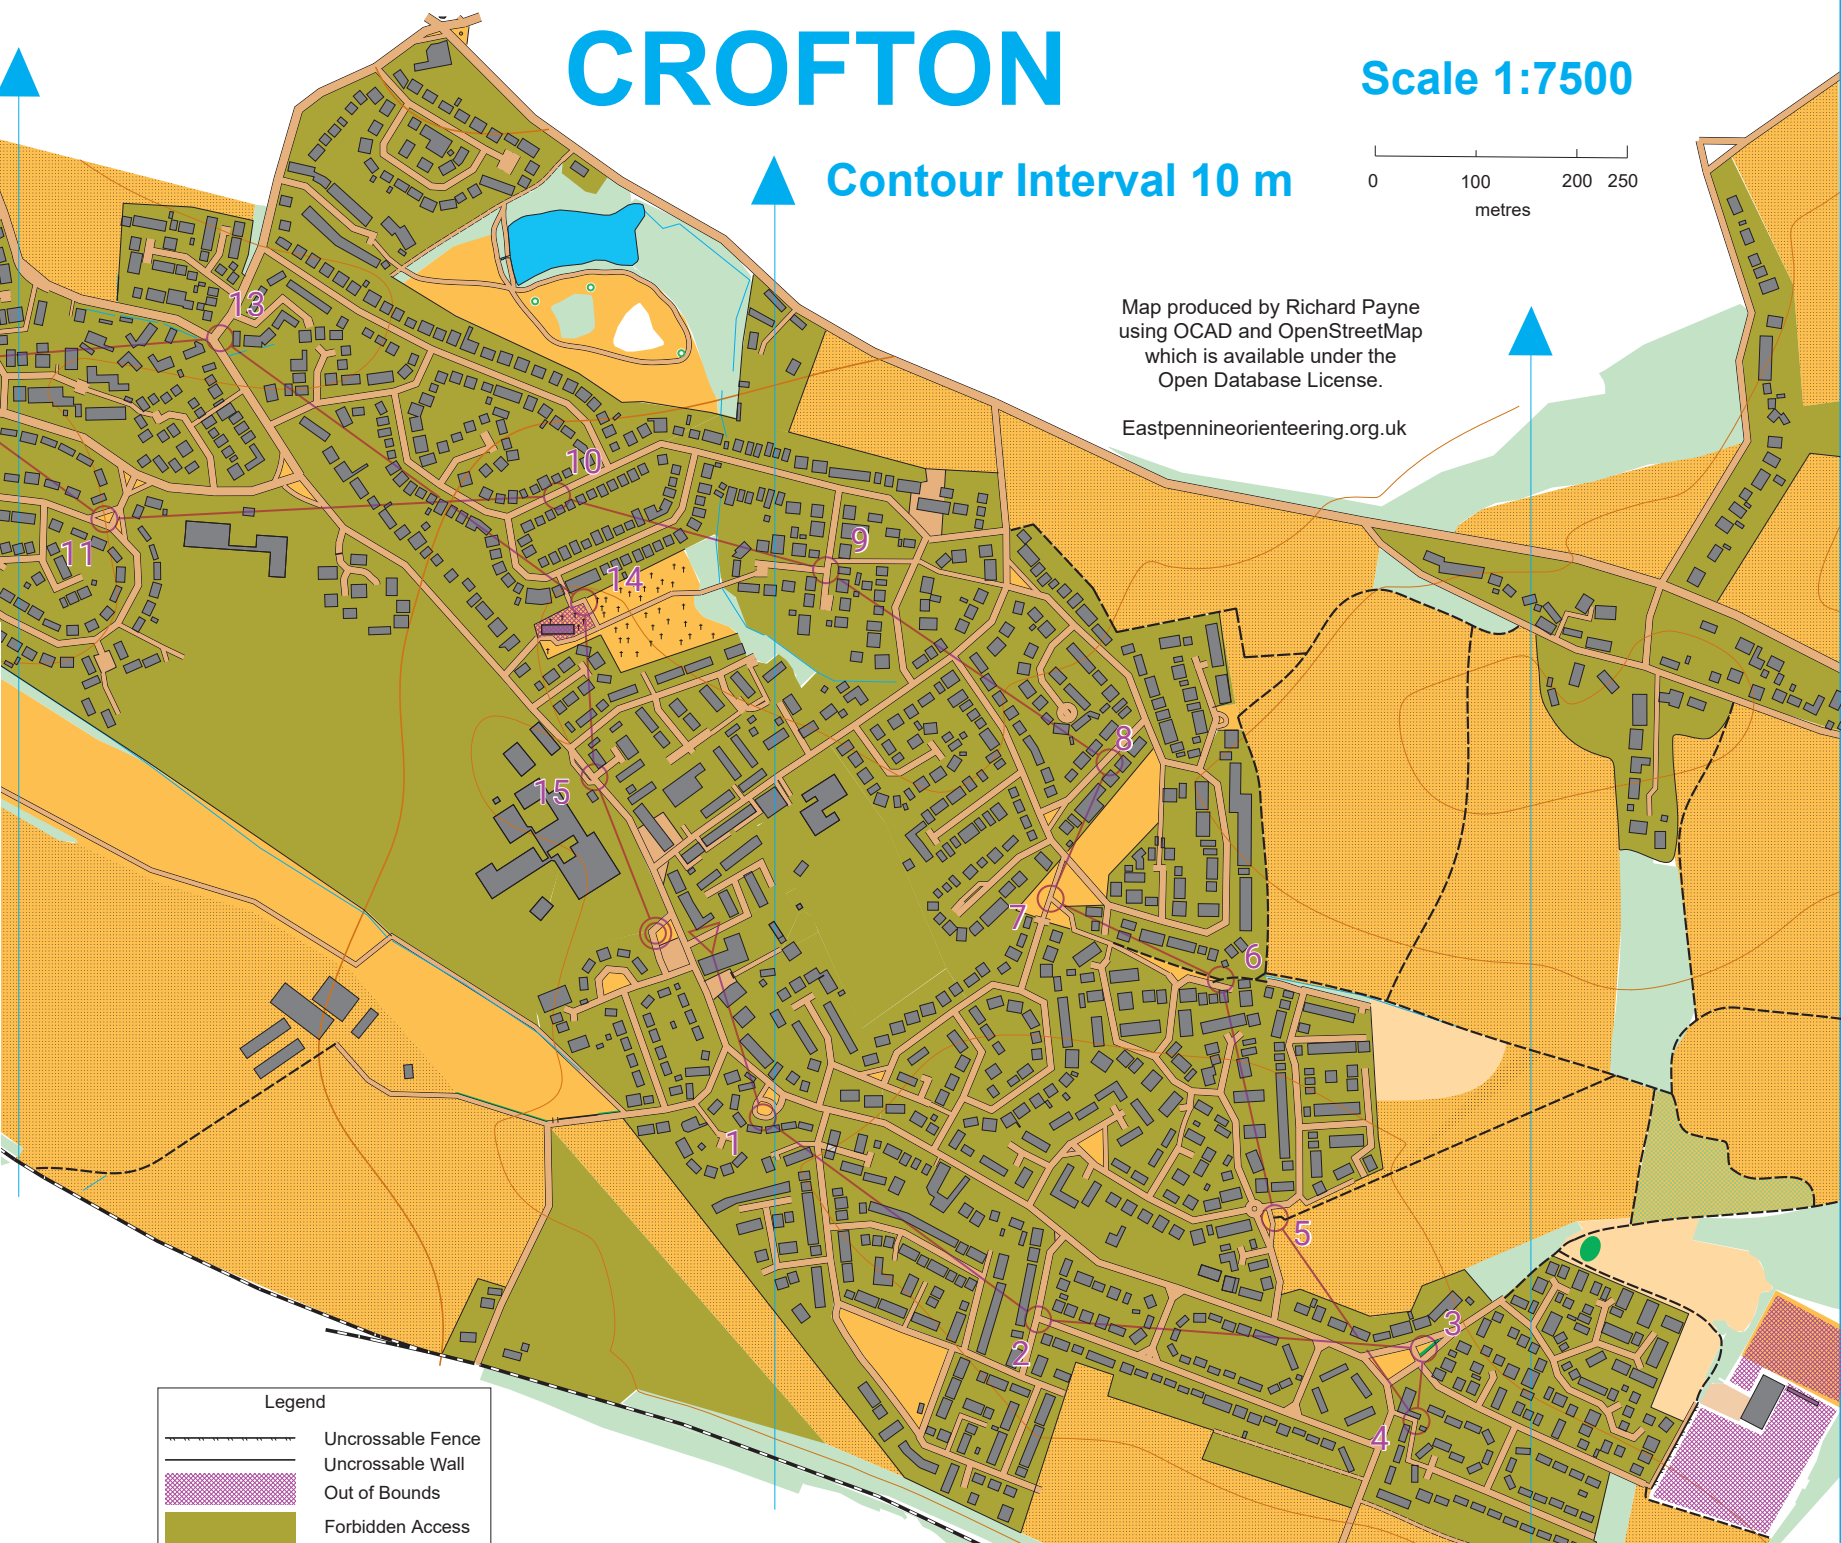 CROFTON
Scale 1:7500
Contour Interval 10 m
0 100 200 250
metres
Map produced by Richard Payne
using OCAD and OpenStreetMap
which is available under the
Open Database License.
Eastpennineorienteering.org.uk
13
10
9
11
14
8
15
7
6
1
5
3
2
4
Legend
Uncrossable Fence
Uncrossable Wall
Out of Bounds
Forbidden Access